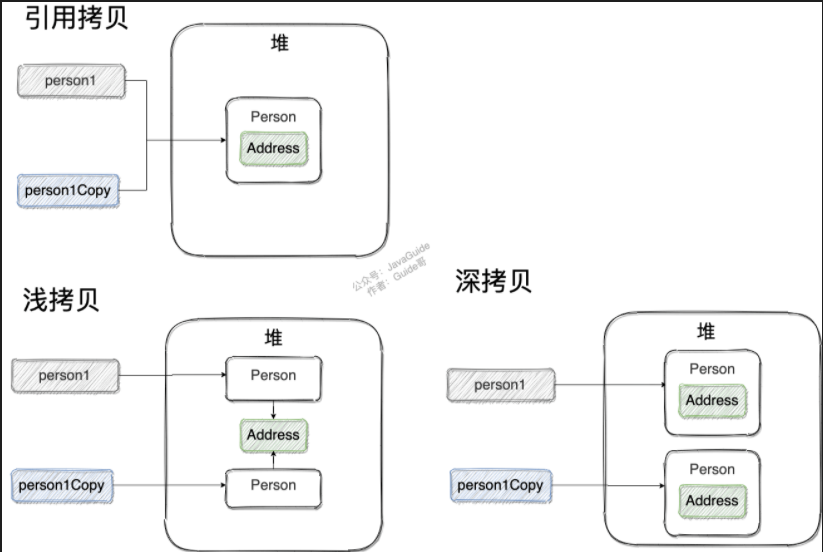 引用拷贝
堆
person1
Person
Address
person1Copy
公众号：JavaGuide
作者：Guide哥
浅拷贝
堆
person1
Person
Address
person1Copy
Person
深拷贝
堆
person1
Person
Address
person1Copy
Person
Address